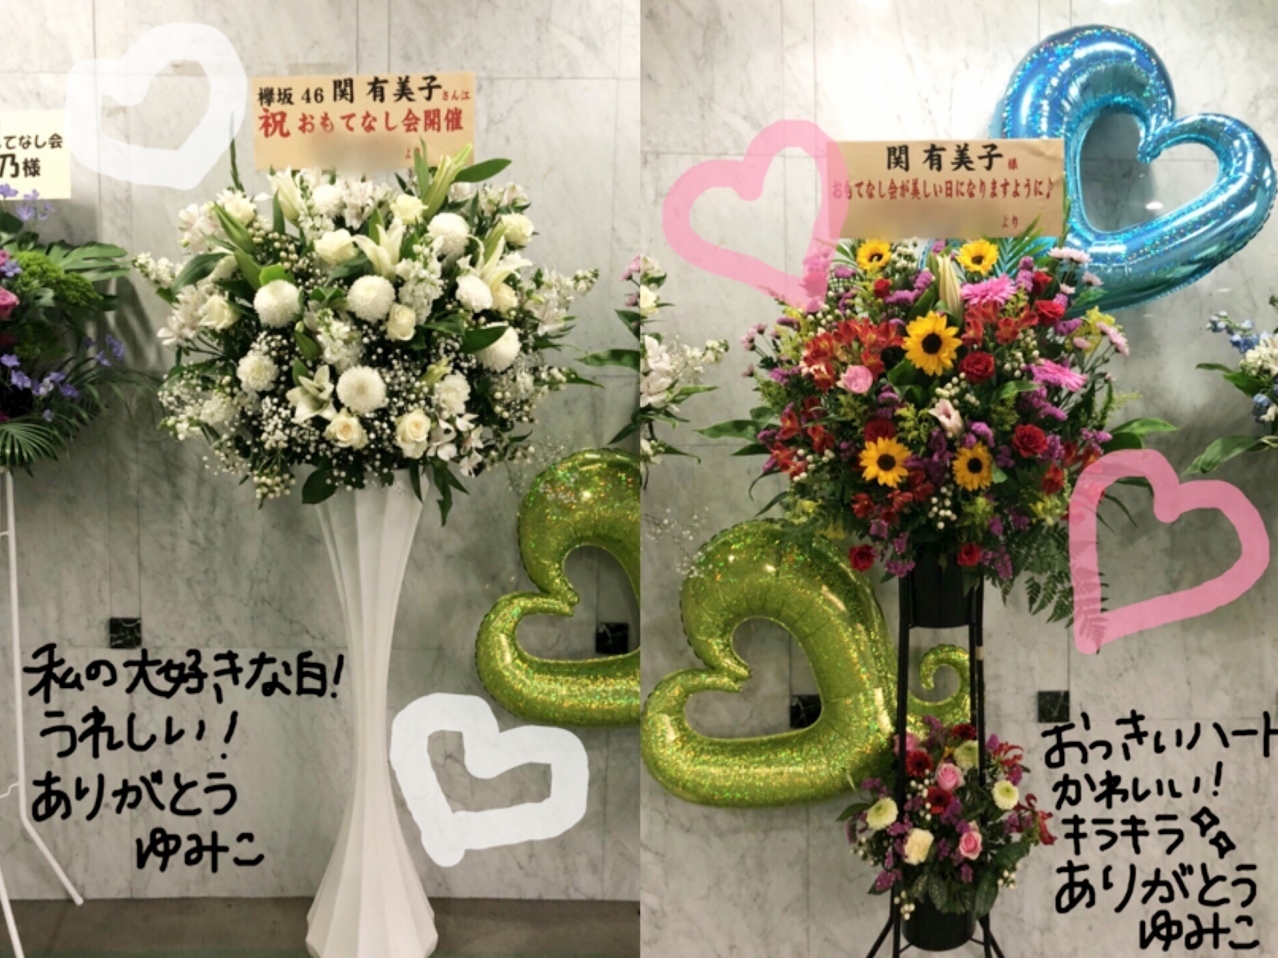 てなし会
乃様
欅坂46 関 有美子さん江
祝 おもてなし会開催
より
私の大好きな白!
うれしい!
ありがとう
ゆみこ
関 有美子様
おもてなし会が美しい日になりますように♪
より
おっきいハート
かわいい!
キラキラ
ありがとう
ゆみこ